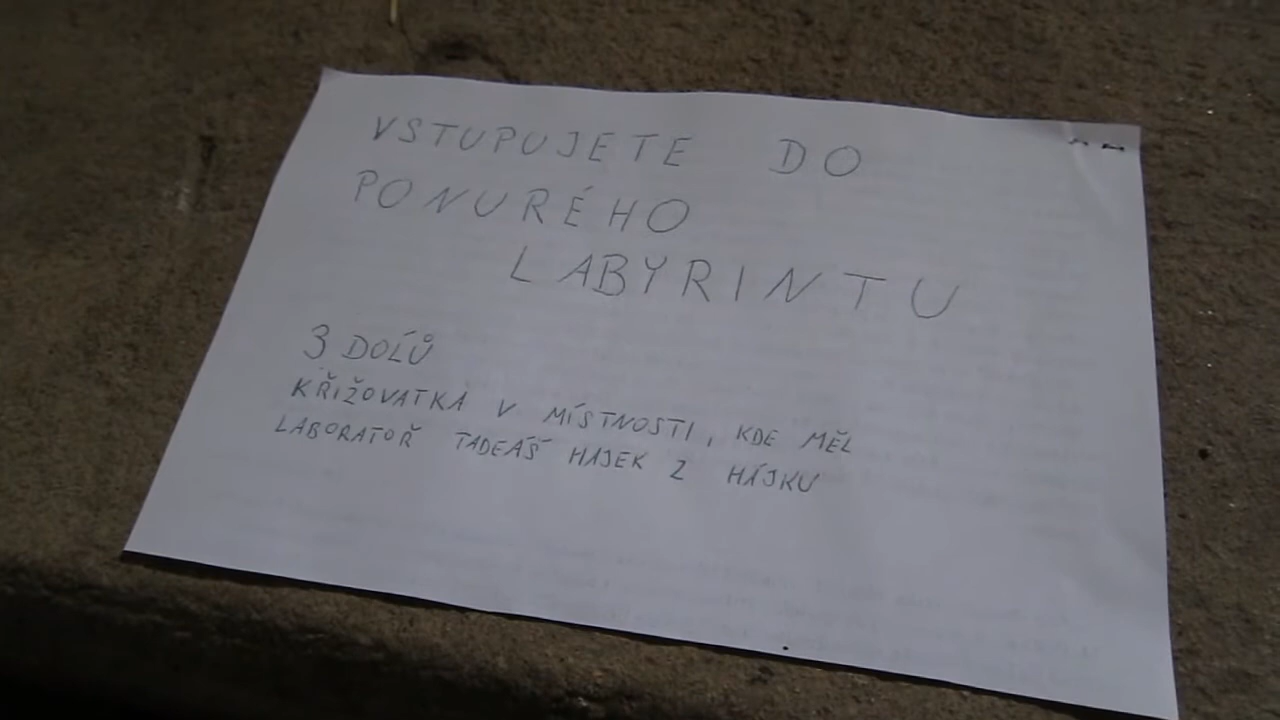 VSTUPUJETE DO
PONURÉHO
LABYRINTU
3 DOLŮ
KŘIŽOVATKA V MÍSTNOSTI, KDE MĚL
LABORATOŘ TADEÁŠ HÁJEK Z HÁJKU